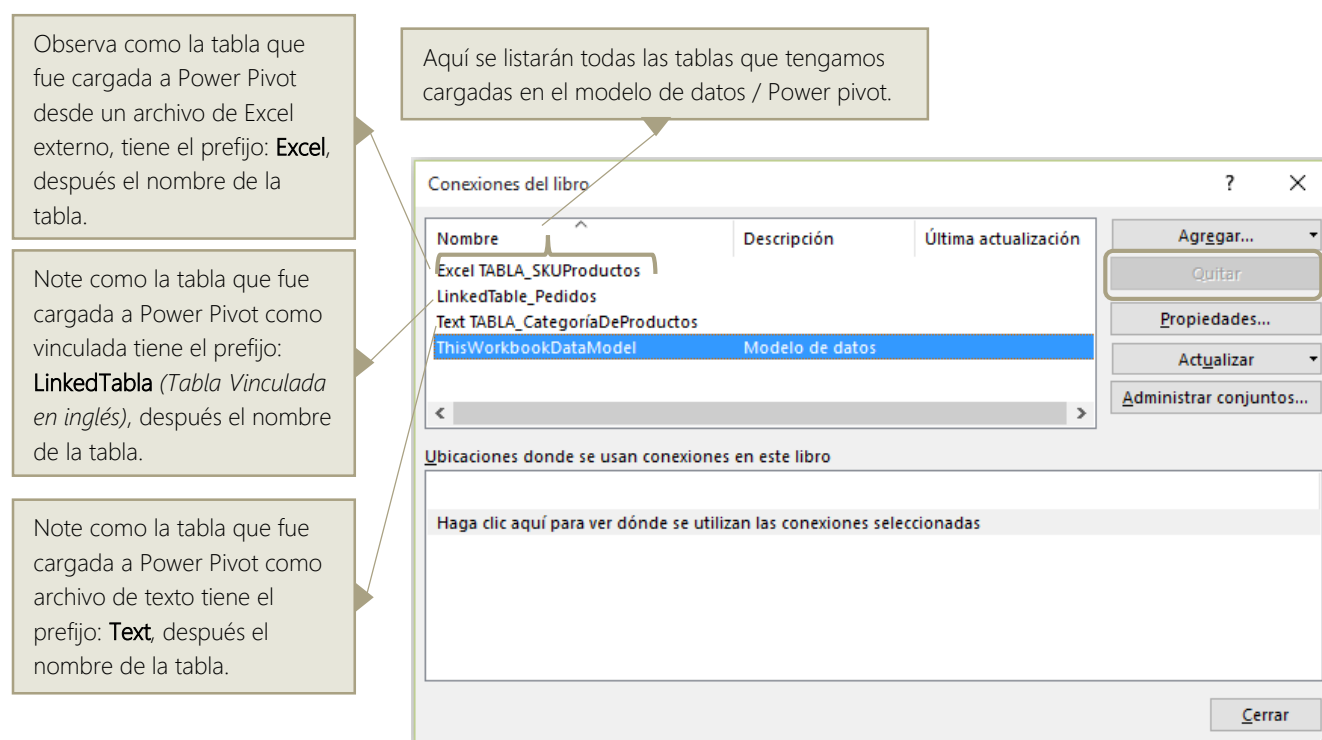 Observa como la tabla que
fue cargada a Power Pivot
desde un archivo de Excel
externo, tiene el prefijo: Excel,
después el nombre de la
tabla.
Aquí se listarán todas las tablas que tengamos
cargadas en el modelo de datos / Power pivot.
Note como la tabla que fue
cargada a Power Pivot como
vinculada tiene el prefijo:
LinkedTabla (Tabla Vinculada
en inglés), después el nombre
de la tabla.
Note como la tabla que fue
cargada a Power Pivot como
archivo de texto tiene el
prefijo: Text, después el
nombre de la tabla.
Conexiones del libro ? ×
Nombre Descripción Última actualización
Excel TABLA_SKUProductos
LinkedTable_Pedidos
Text TABLA_CategoríaDeProductos
ThisWorkbookDataModel Modelo de datos
Agregar...
Quitar
Propiedades...
Actualizar
Administrar conjuntos...
Ubicaciones donde se usan conexiones en este libro
Haga clic aquí para ver dónde se utilizan las conexiones seleccionadas
Cerrar